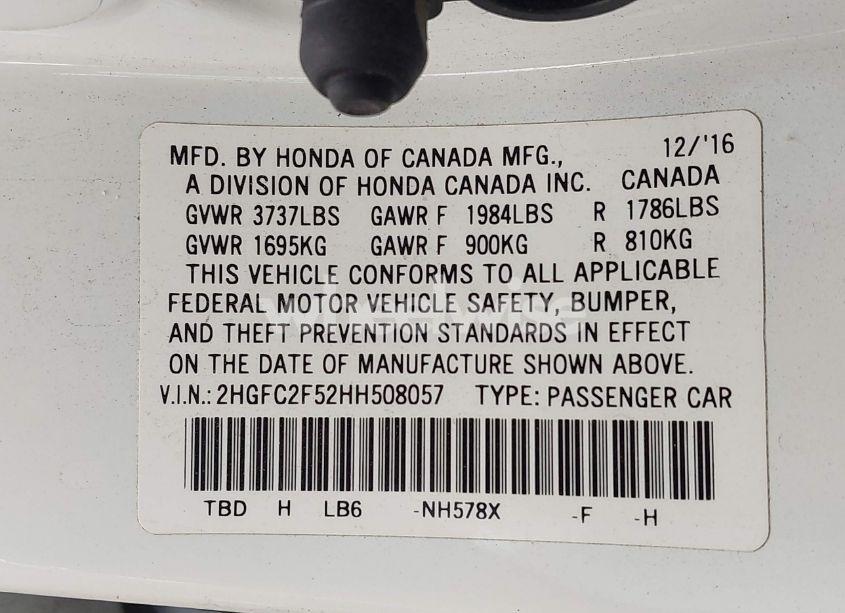 MFD. BY HONDA OF CANADA MFG., 12/'16
A DIVISION OF HONDA CANADA INC. CANADA
GVWR 3737LBS GAWR F 1984LBS R 1786LBS
GVWR 1695KG GAWR F 900KG R 810KG
THIS VEHICLE CONFORMS TO ALL APPLICABLE
FEDERAL MOTOR VEHICLE SAFETY, BUMPER,
AND THEFT PREVENTION STANDARDS IN EFFECT
ON THE DATE OF MANUFACTURE SHOWN ABOVE.
V.I.N.: 2HGFC2F52HH508057 TYPE: PASSENGER CAR
TBD H LB6 -NH578X -F -H